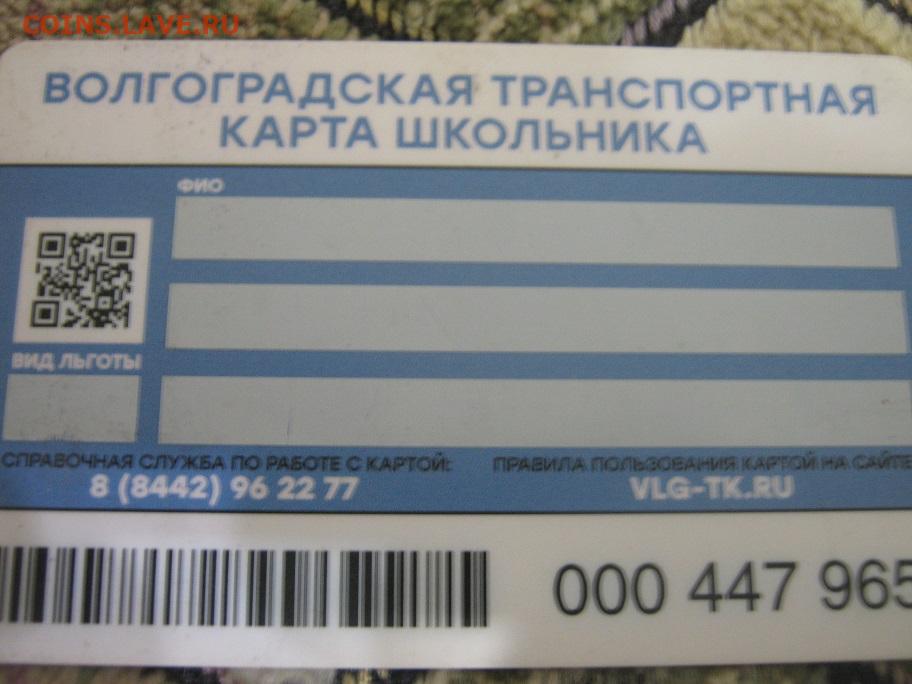 COINS.LAVE.RU
ВОЛГОГРАДСКАЯ ТРАНСПОРТНАЯ
КАРТА ШКОЛЬНИКА
ФИО
ВИД ЛЬГОТЫ
СПРАВОЧНАЯ СЛУЖБА ПО РАБОТЕ С КАРТОЙ:
8 (8442) 96 22 77
ПРАВИЛА ПОЛЬЗОВАНИЯ КАРТОЙ НА САЙТЕ
VLG-TK.RU
000 447 965